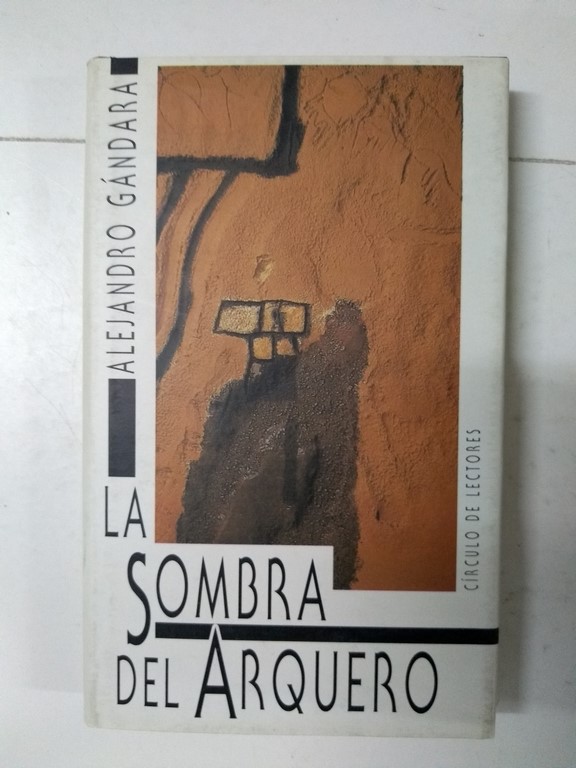 ALEJANDRO GÁNDARA
LA
SOMBRA
DEL ARQUERO
CÍRCULO DE LECTORES